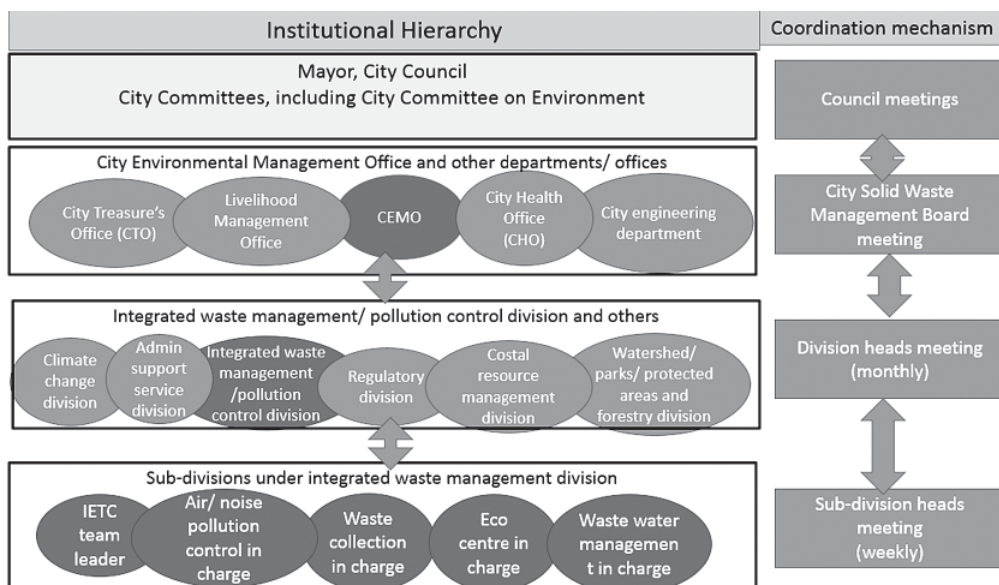 Institutional Hierarchy
Coordination mechanism
Mayor, City Council
City Committees, including City Committee on Environment
Council meetings
City Environmental Management Office and other departments/ offices
City Treasure's
Office (CTO)
Livelihood
Management
Office
CEMO
City Health
Office
(CHO)
City engineering
department
City Solid Waste
Management Board
meeting
Integrated waste management/ pollution control division and others
Climate
change
division
Admin
support
service
division
Integrated waste
management
/pollution
control division
Regulatory
division
Costal
resource
management
division
Watershed/
parks/ protected
areas and
forestry division
Division heads meeting
(monthly)
Sub-divisions under integrated waste management division
IETC
team
leader
Air/ noise
pollution
control in
charge
Waste
collection
in charge
Eco
centre in
charge
Waste water
managemen
t in charge
Sub-division heads
meeting
(weekly)